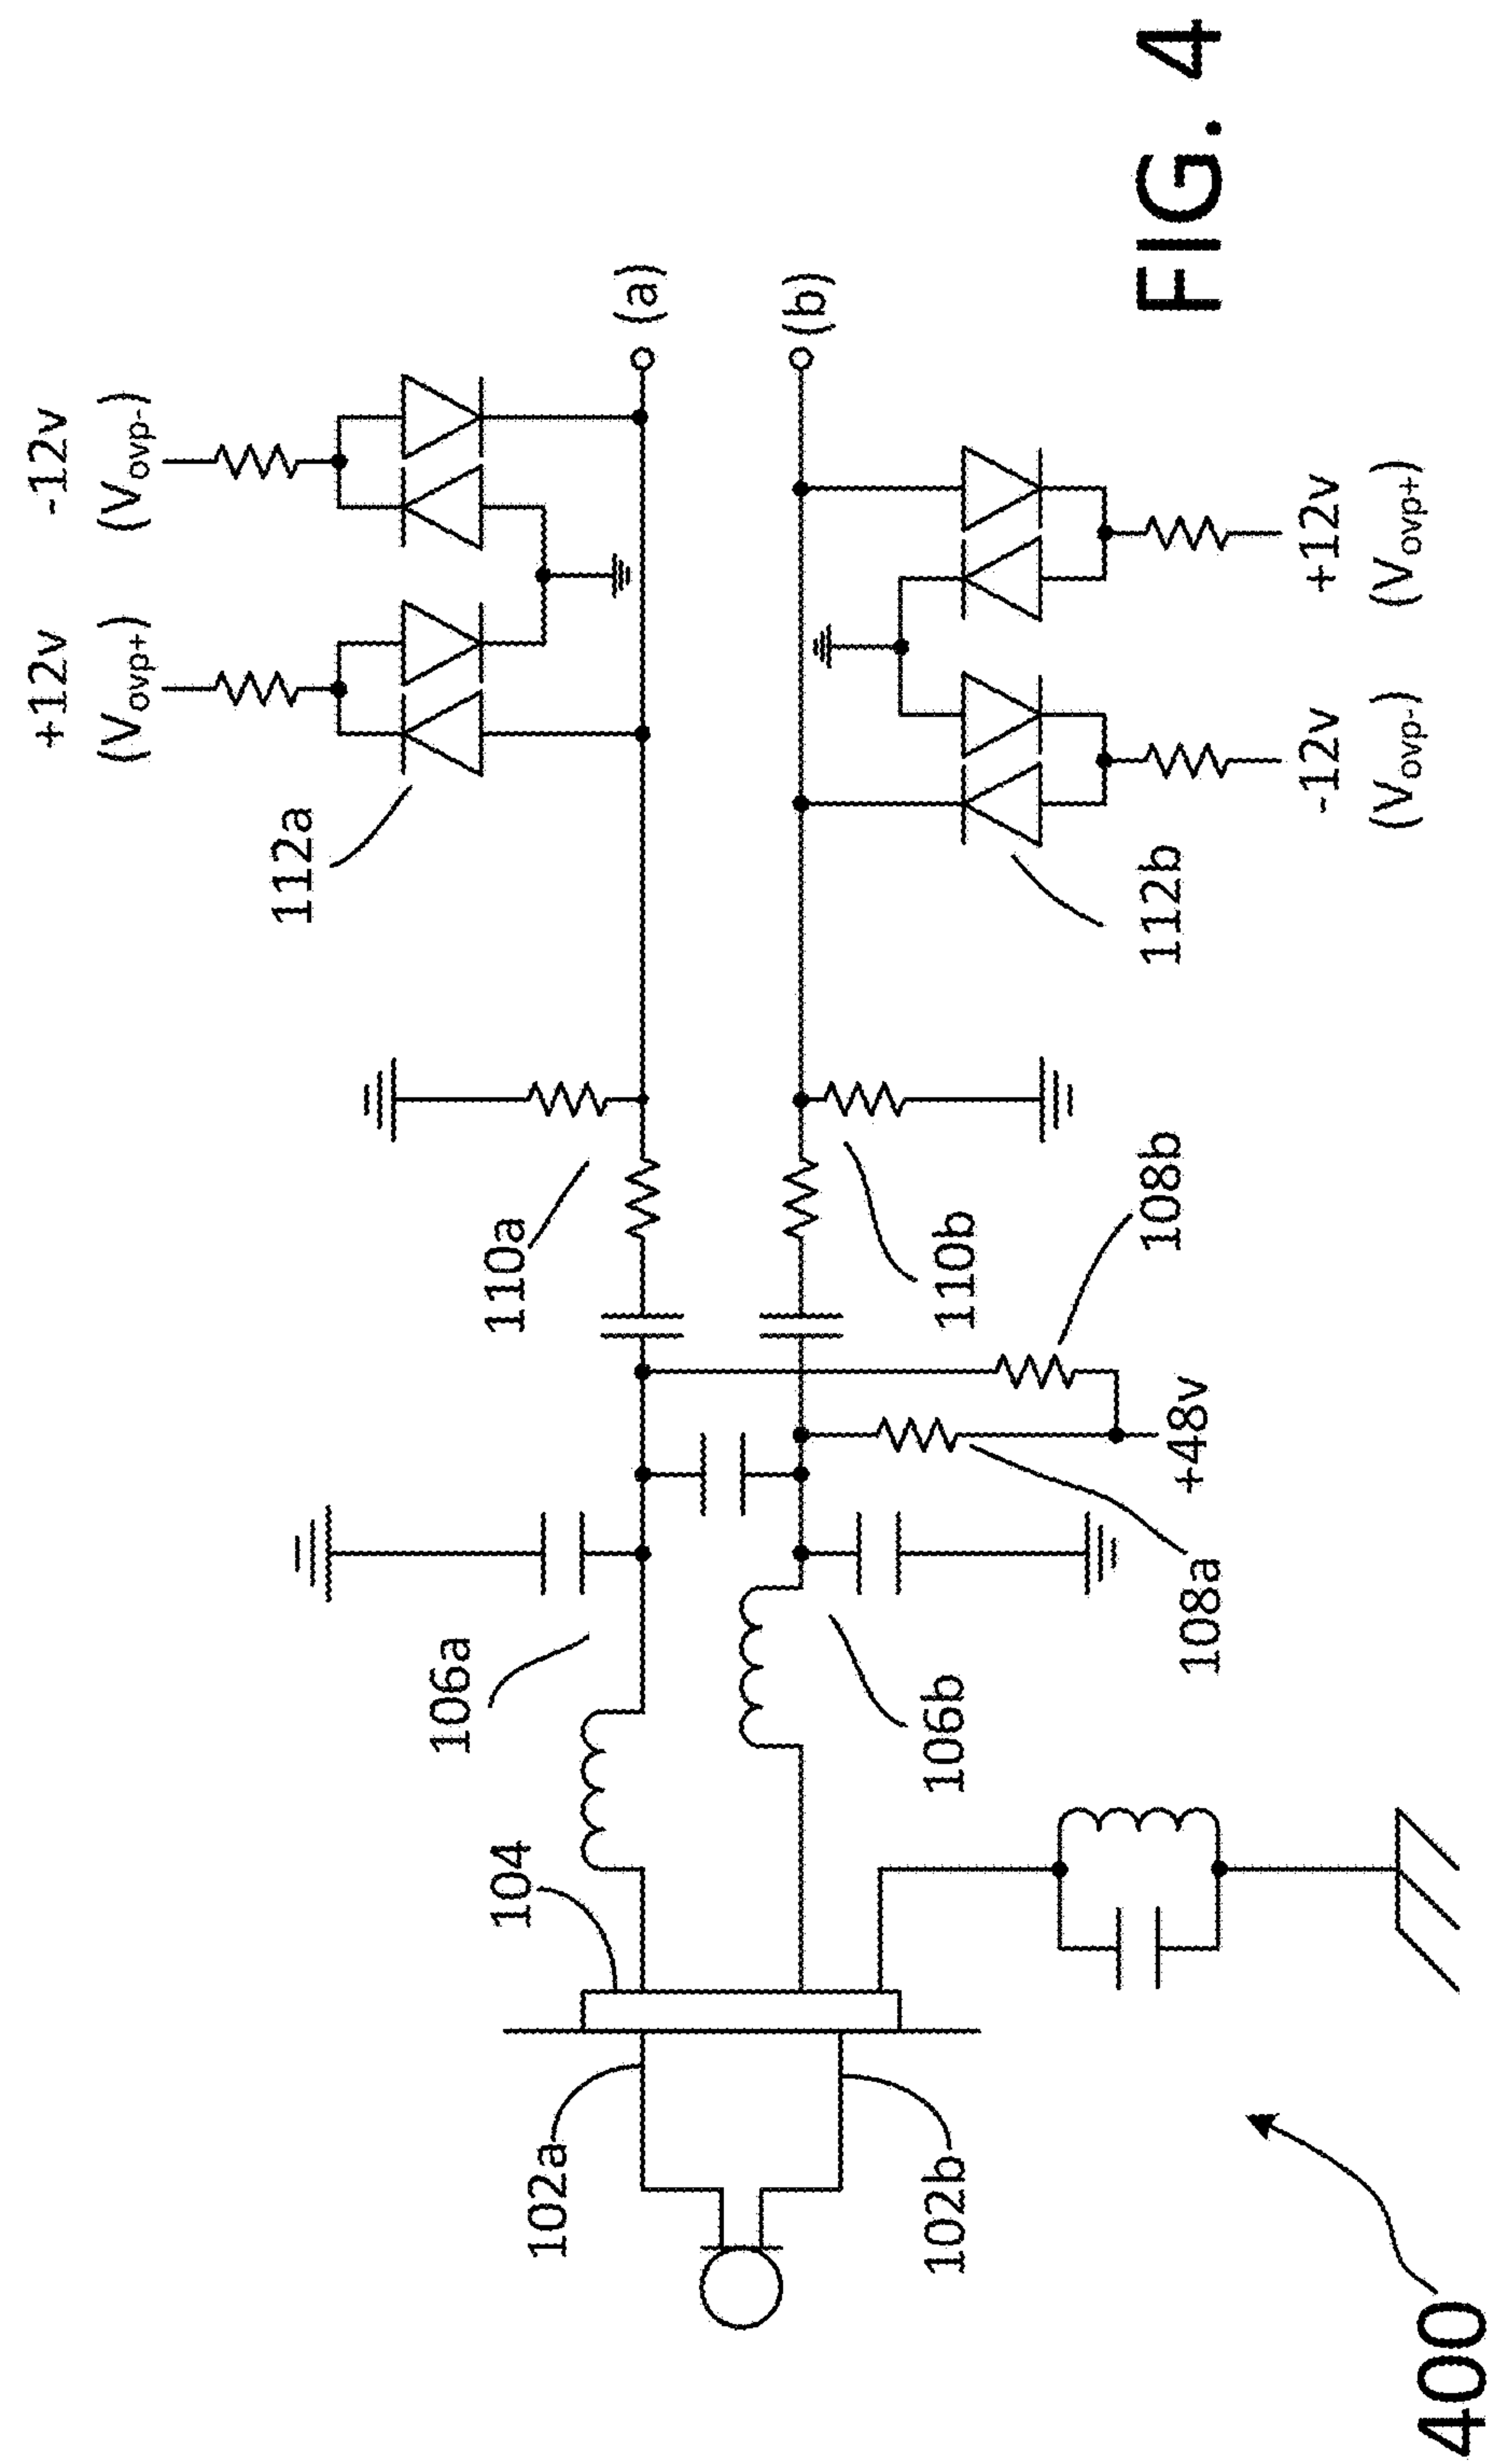 +12v
(Vovp+)
-12v
(Vovp-)
112a
(a)
(b)
110a
106a
104
102a
102b
106b
110b
112b
108b
108a
+48v
-12v
(Vovp-)
+12v
(Vovp+)
400
FIG. 4